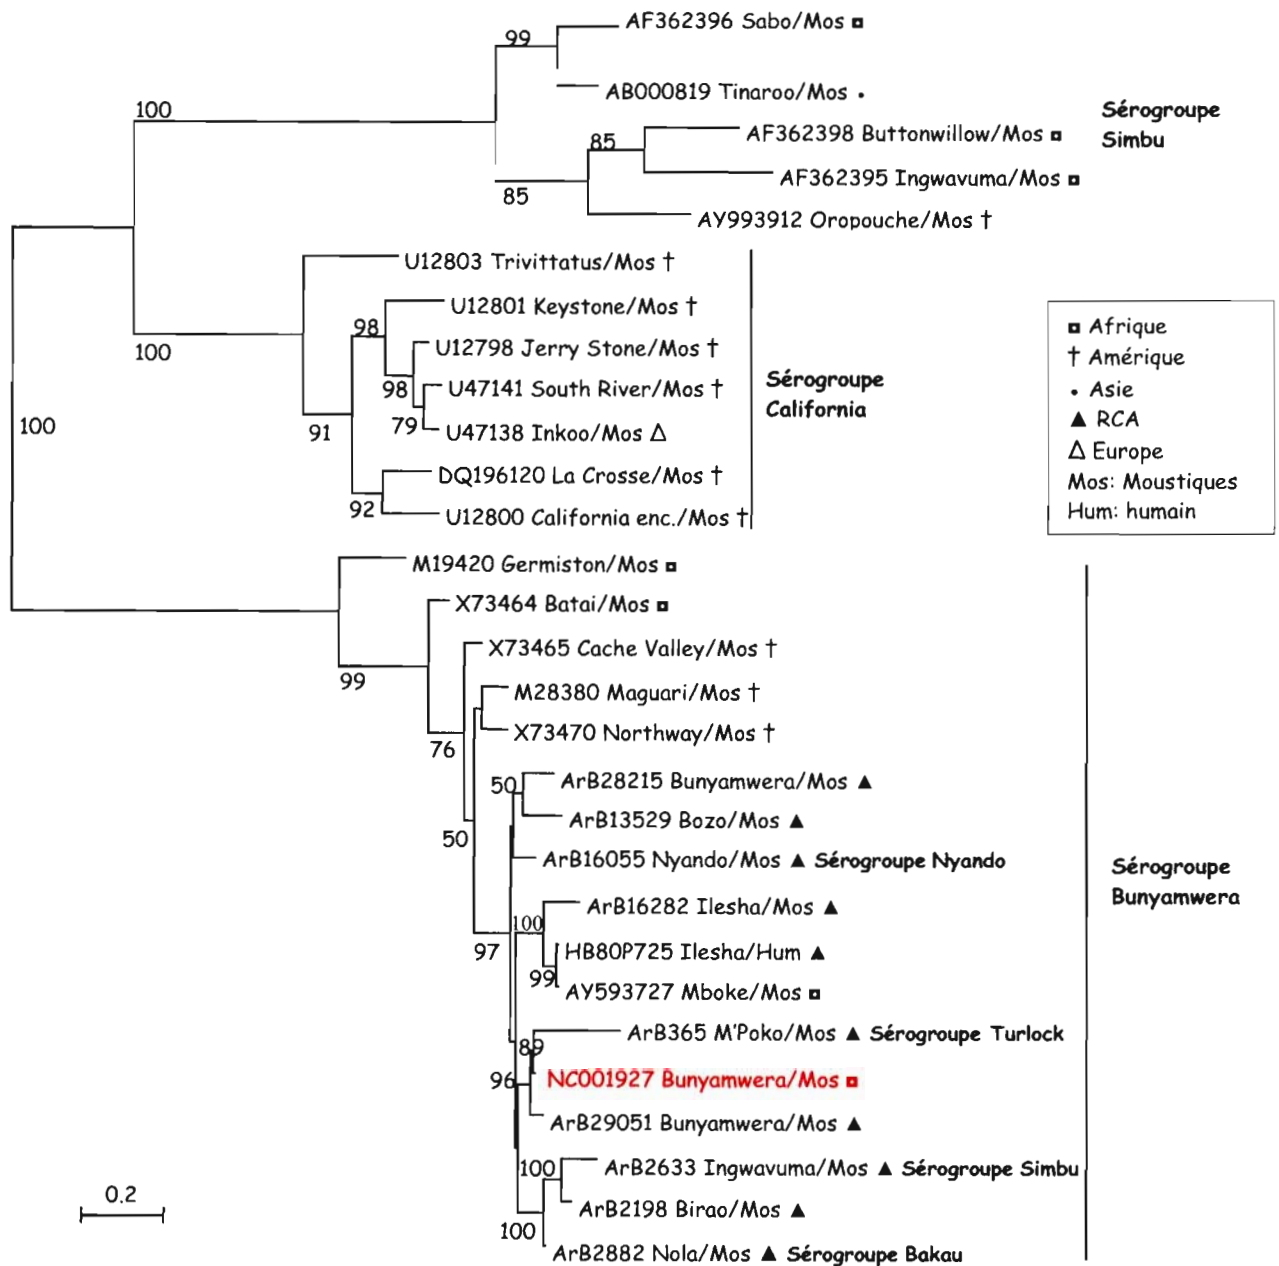 AF362396 Sabo/Mos ◘
99
AB000819 Tinaroo/Mos •
100
Sérogroupe
Simbu
AF362398 Buttonwillow/Mos ◘
85
AF362395 Ingwavuma/Mos ◘
85
AY993912 Oropouche/Mos †
U12803 Trivittatus/Mos †
U12801 Keystone/Mos †
98
U12798 Jerry Stone/Mos †
100
98
U47141 South River/Mos †
Sérogroupe
California
79
U47138 Inkoo/Mos Δ
91
100
DQ196120 La Crosse/Mos †
92
U12800 California enc./Mos †
◘ Afrique
† Amérique
• Asie
▲ RCA
Δ Europe
Mos: Moustiques
Hum: humain
M19420 Germiston/Mos ◘
X73464 Batai/Mos ◘
X73465 Cache Valley/Mos †
99
M28380 Maguari/Mos †
X73470 Northway/Mos †
76
50
ArB28215 Bunyamwera/Mos ▲
ArB13529 Bozo/Mos ▲
50
ArB16055 Nyando/Mos ▲ Sérogroupe Nyando
Sérogroupe
Bunyamwera
ArB16282 Ilesha/Mos ▲
100
97
HB80P725 Ilesha/Hum ▲
99
AY593727 Mboke/Mos ◘
ArB365 M'Poko/Mos ▲ Sérogroupe Turlock
89
96
NC001927 Bunyamwera/Mos ◘
ArB29051 Bunyamwera/Mos ▲
100
ArB2633 Ingwavuma/Mos ▲ Sérogroupe Simbu
ArB2198 Birao/Mos ▲
100
ArB2882 Nola/Mos ▲ Sérogroupe Bakau
0.2